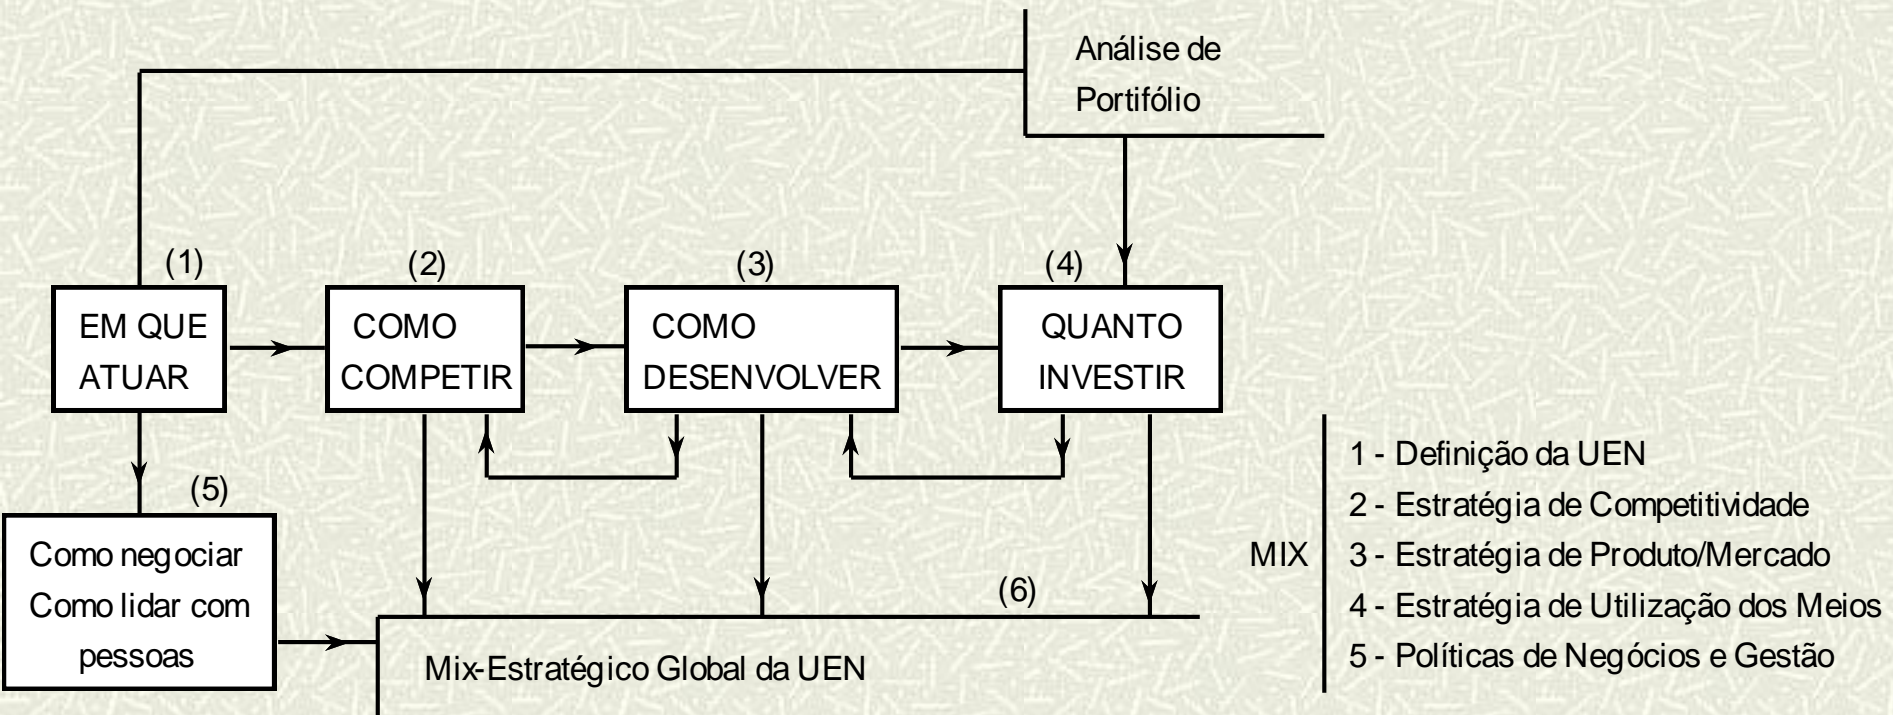 Análise de
Portifólio
(1)
(2)
(3)
(4)
EM QUE
ATUAR
COMO
COMPETIR
COMO
DESENVOLVER
QUANTO
INVESTIR
(5)
Como negociar
Como lidar com
pessoas
(6)
Mix-Estratégico Global da UEN
MIX
1 - Definição da UEN
2 - Estratégia de Competitividade
3 - Estratégia de Produto/Mercado
4 - Estratégia de Utilização dos Meios
5 - Políticas de Negócios e Gestão